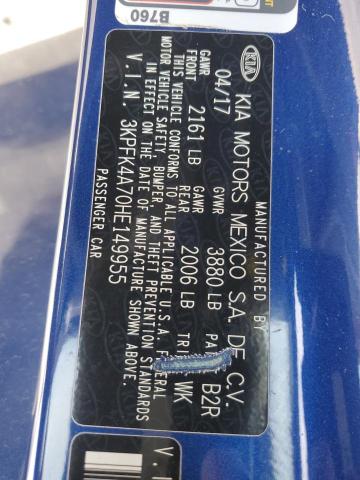 B760
KIA
MANUFACTURED BY
KIA MOTORS MEXICO S.A. DE C.V.
04/17 GVWR 3880 LB B2R
GAWR FRONT 2161 LB GAWR REAR 2006 LB WK
THIS VEHICLE CONFORMS TO ALL APPLICABLE U.S.A.
MOTOR VEHICLE SAFETY, BUMPER, AND THEFT PREVENTION STANDARDS
IN EFFECT ON THE DATE OF MANUFACTURE SHOWN ABOVE.
V.I.N. 3KPFK4A70HE149955
PASSENGER CAR